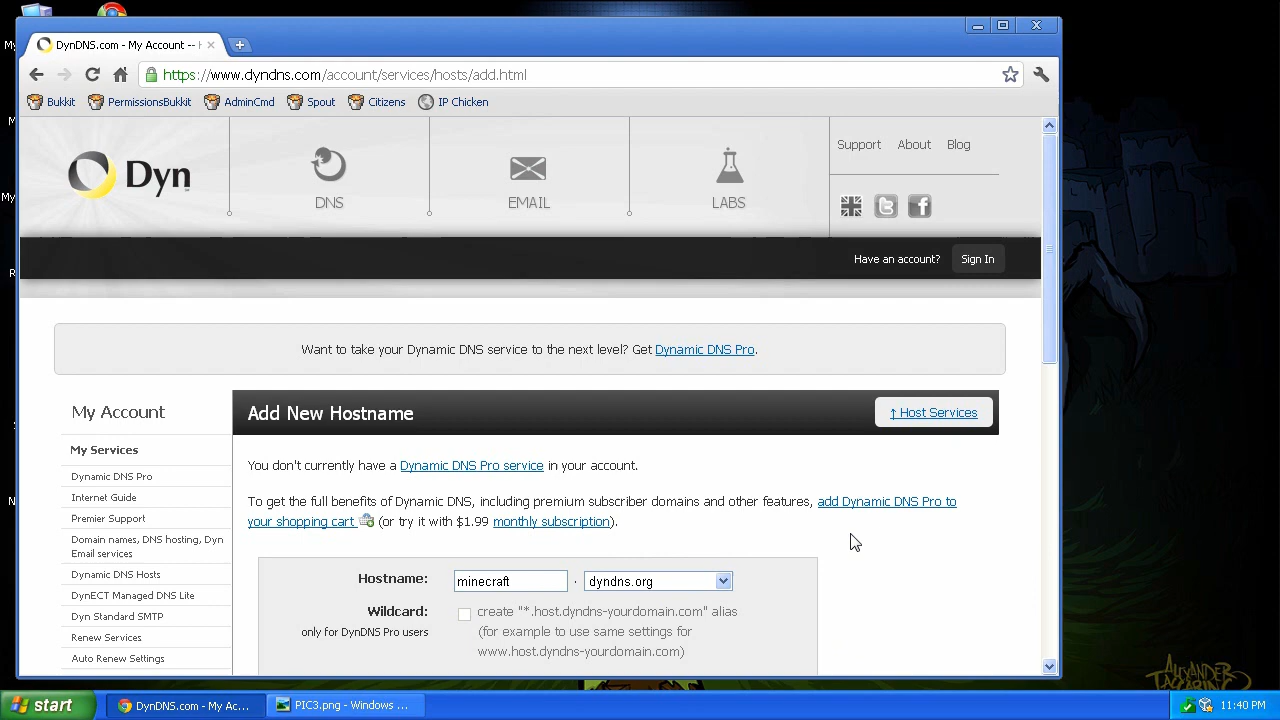 DynDNS.com - My Account -- H
https://www.dyndns.com/account/services/hosts/add.html
Bukkit
PermissionsBukkit
AdminCmd
Spout
Citizens
IP Chicken
Dyn
DNS
EMAIL
LABS
Support
About
Blog
Have an account?
Sign In
Want to take your Dynamic DNS service to the next level? Get Dynamic DNS Pro.
My Account
My Services
Dynamic DNS Pro
Internet Guide
Premier Support
Domain names, DNS hosting, Dyn
Email services
Dynamic DNS Hosts
DynECT Managed DNS Lite
Dyn Standard SMTP
Renew Services
Auto Renew Settings
Add New Hostname
↑ Host Services
You don't currently have a Dynamic DNS Pro service in your account.
To get the full benefits of Dynamic DNS, including premium subscriber domains and other features, add Dynamic DNS Pro to
your shopping cart (or try it with $1.99 monthly subscription).
Hostname:
minecraft . dyndns.org
Wildcard:
only for DynDNS Pro users
create "*.host.dyndns-yourdomain.com" alias
(for example to use same settings for
www.host.dyndns-yourdomain.com)
start
DynDNS.com - My Ac...
PIC3.png - Windows ...
11:40 PM